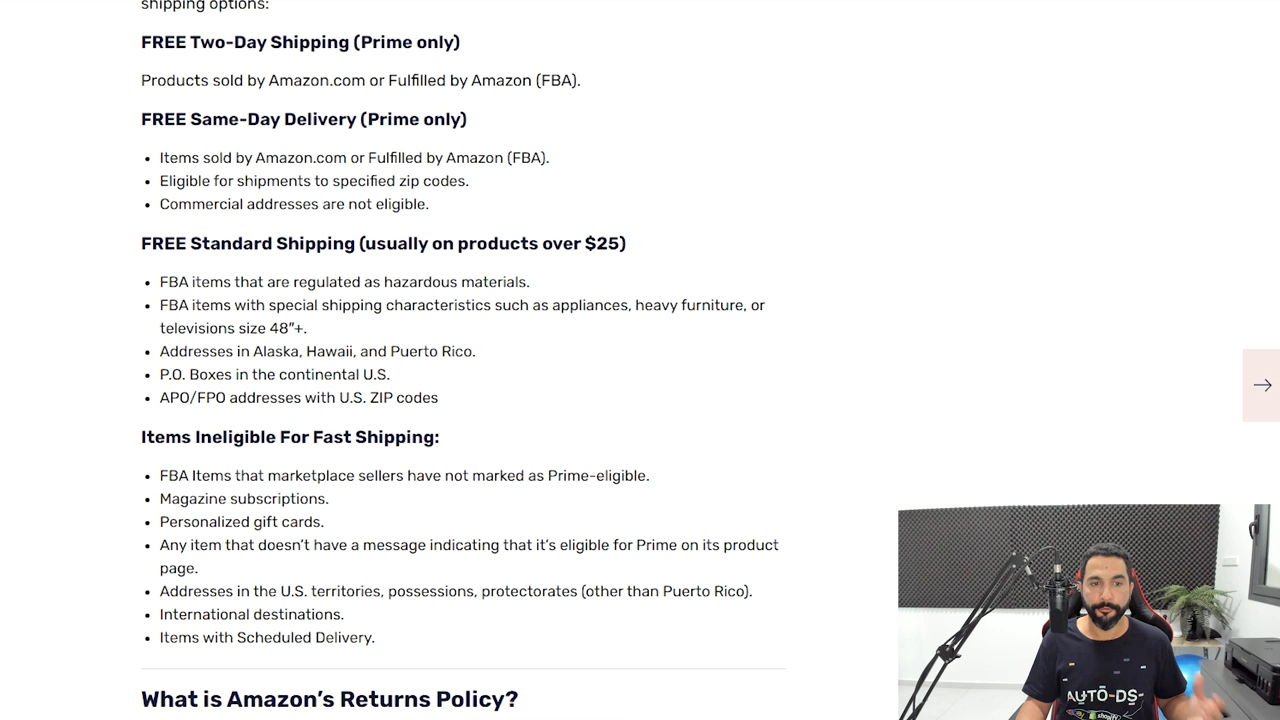 shipping options:
FREE Two-Day Shipping (Prime only)
Products sold by Amazon.com or Fulfilled by Amazon (FBA).
FREE Same-Day Delivery (Prime only)
• Items sold by Amazon.com or Fulfilled by Amazon (FBA).
• Eligible for shipments to specified zip codes.
• Commercial addresses are not eligible.
FREE Standard Shipping (usually on products over $25)
• FBA items that are regulated as hazardous materials.
• FBA items with special shipping characteristics such as appliances, heavy furniture, or
televisions size 48″+.
• Addresses in Alaska, Hawaii, and Puerto Rico.
• P.O. Boxes in the continental U.S.
• APO/FPO addresses with U.S. ZIP codes
Items Ineligible For Fast Shipping:
• FBA Items that marketplace sellers have not marked as Prime-eligible.
• Magazine subscriptions.
• Personalized gift cards.
• Any item that doesn’t have a message indicating that it’s eligible for Prime on its product
page.
• Addresses in the U.S. territories, possessions, protectorates (other than Puerto Rico).
• International destinations.
• Items with Scheduled Delivery.
What is Amazon’s Returns Policy?
AUTO-DS
shopify